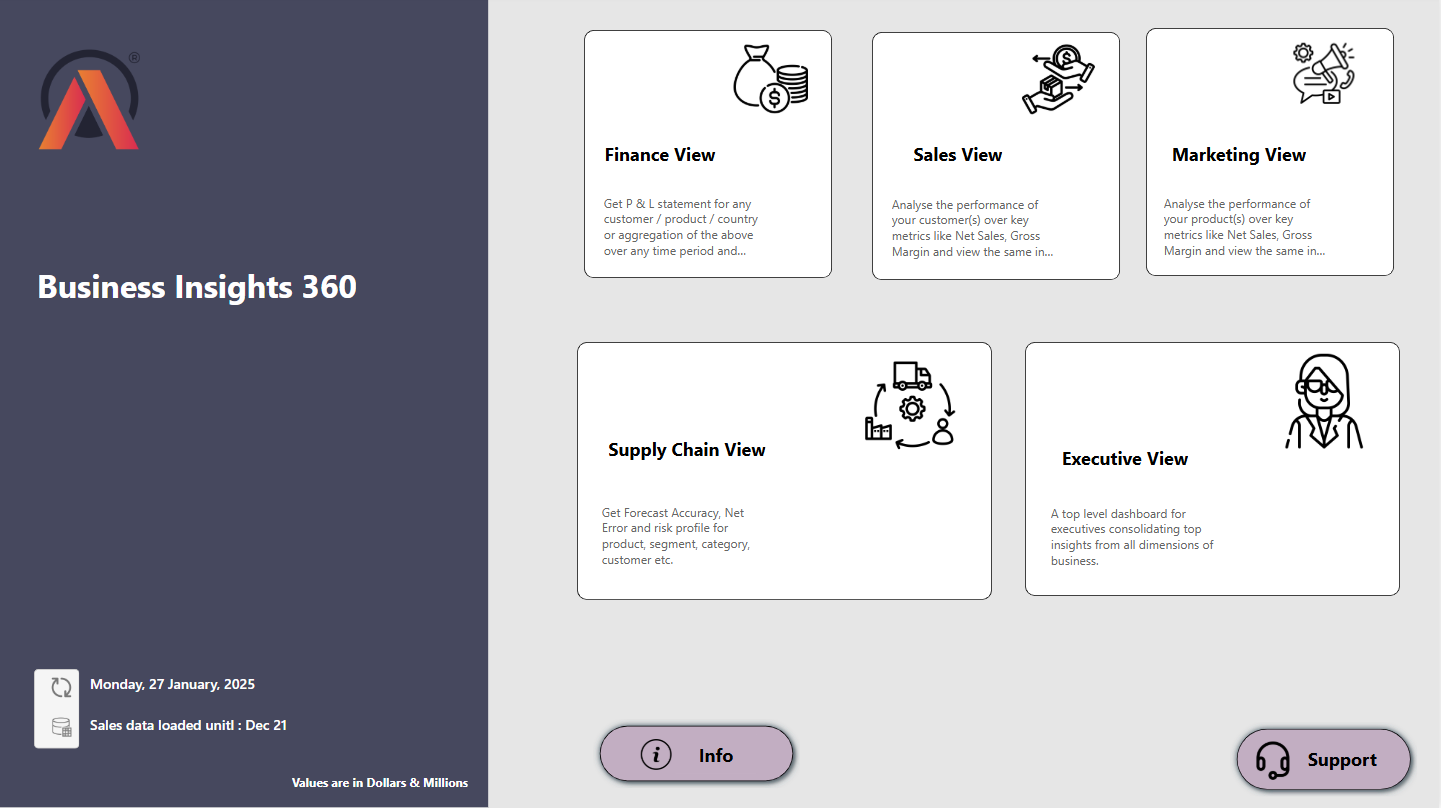 ®
Business Insights 360
Monday, 27 January, 2025
Sales data loaded unitl : Dec 21
Values are in Dollars & Millions
Finance View
Get P & L statement for any
customer / product / country
or aggregation of the above
over any time period and...
Sales View
Analyse the performance of
your customer(s) over key
metrics like Net Sales, Gross
Margin and view the same in...
Marketing View
Analyse the performance of
your product(s) over key
metrics like Net Sales, Gross
Margin and view the same in...
Supply Chain View
Get Forecast Accuracy, Net
Error and risk profile for
product, segment, category,
customer etc.
Executive View
A top level dashboard for
executives consolidating top
insights from all dimensions of
business.
Info
Support